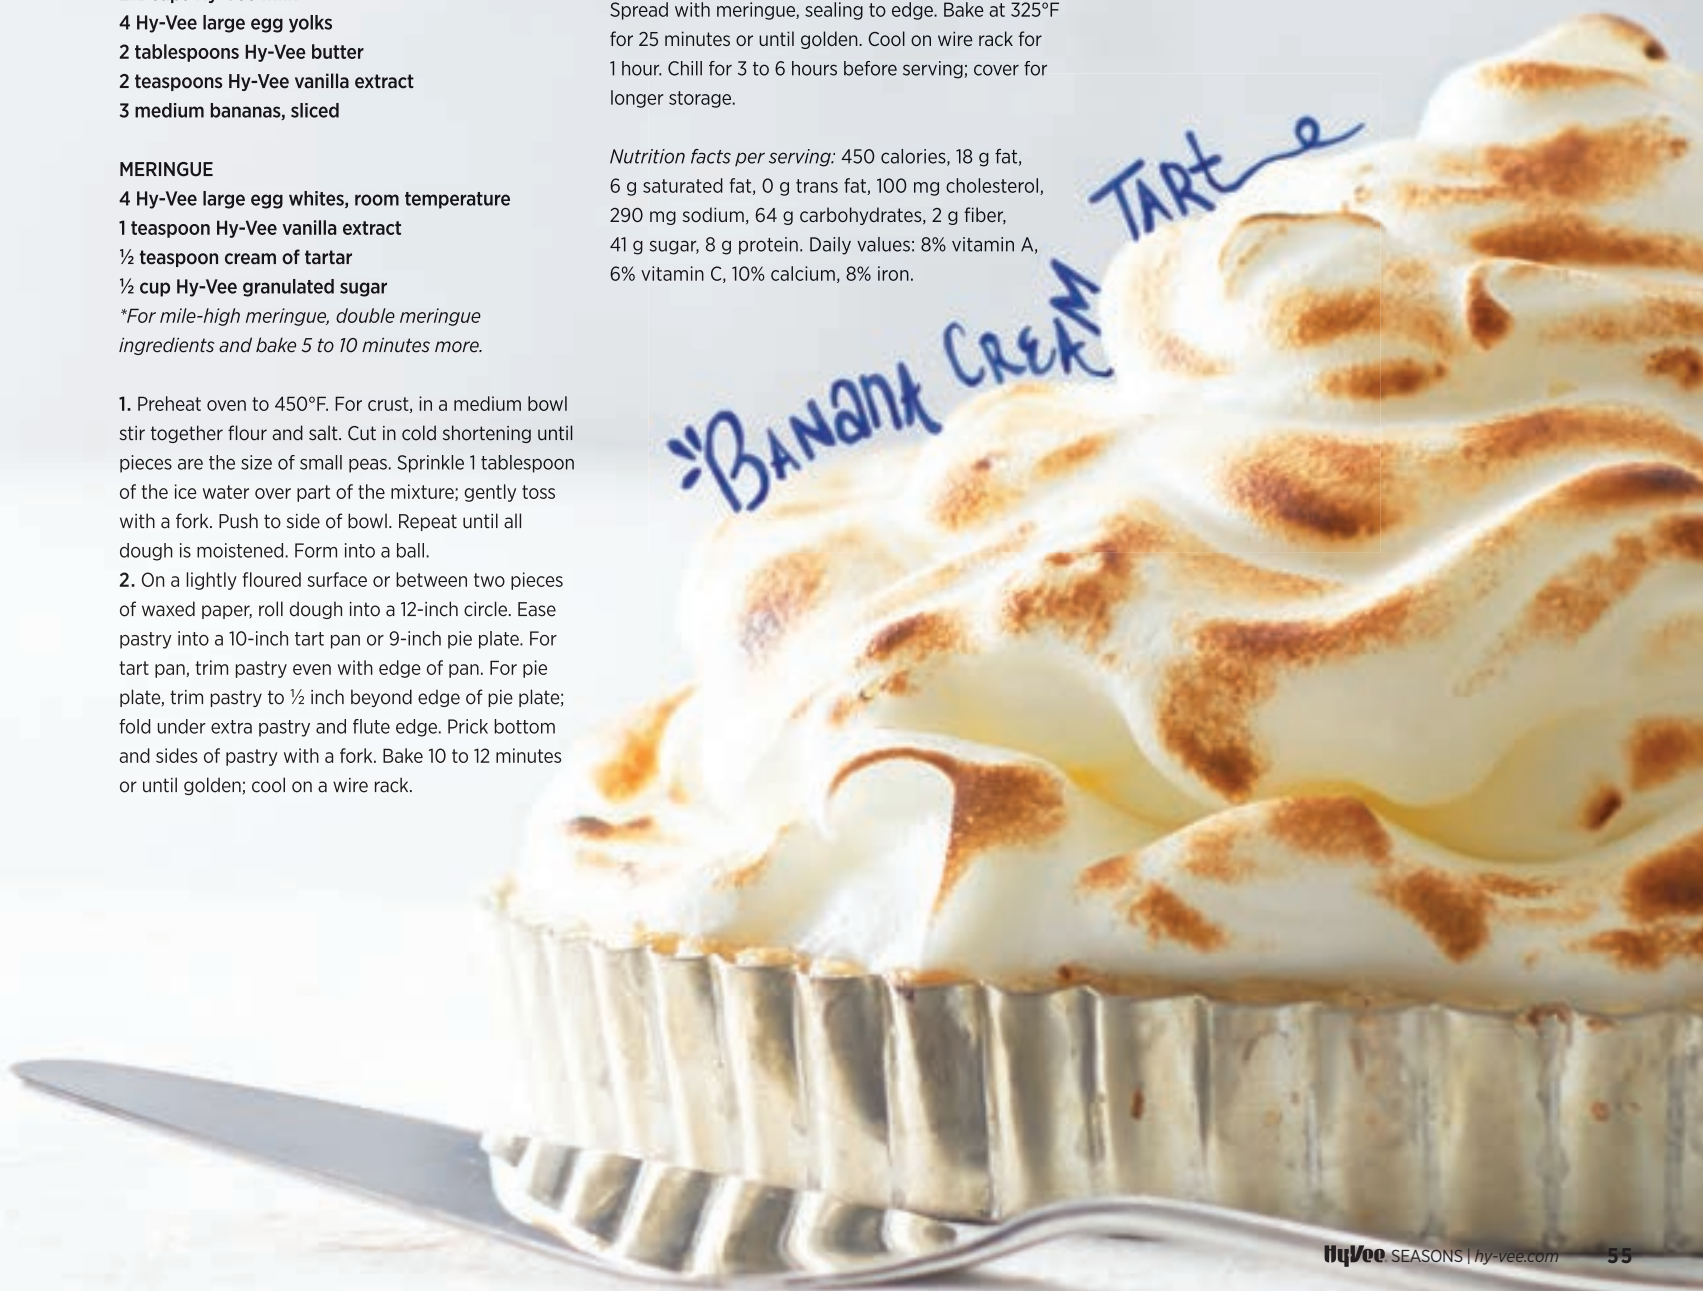 4 Hy-Vee large egg yolks
2 tablespoons Hy-Vee butter
2 teaspoons Hy-Vee vanilla extract
3 medium bananas, sliced
MERINGUE
4 Hy-Vee large egg whites, room temperature
1 teaspoon Hy-Vee vanilla extract
½ teaspoon cream of tartar
½ cup Hy-Vee granulated sugar
*For mile-high meringue, double meringue
ingredients and bake 5 to 10 minutes more.
1. Preheat oven to 450°F. For crust, in a medium bowl
stir together flour and salt. Cut in cold shortening until
pieces are the size of small peas. Sprinkle 1 tablespoon
of the ice water over part of the mixture; gently toss
with a fork. Push to side of bowl. Repeat until all
dough is moistened. Form into a ball.
2. On a lightly floured surface or between two pieces
of waxed paper, roll dough into a 12-inch circle. Ease
pastry into a 10-inch tart pan or 9-inch pie plate. For
tart pan, trim pastry even with edge of pan. For pie
plate, trim pastry to ½ inch beyond edge of pie plate;
fold under extra pastry and flute edge. Prick bottom
and sides of pastry with a fork. Bake 10 to 12 minutes
or until golden; cool on a wire rack.
Spread with meringue, sealing to edge. Bake at 325°F
for 25 minutes or until golden. Cool on wire rack for
1 hour. Chill for 3 to 6 hours before serving; cover for
longer storage.
Nutrition facts per serving: 450 calories, 18 g fat,
6 g saturated fat, 0 g trans fat, 100 mg cholesterol,
290 mg sodium, 64 g carbohydrates, 2 g fiber,
41 g sugar, 8 g protein. Daily values: 8% vitamin A,
6% vitamin C, 10% calcium, 8% iron.
BANANA CREAM TARt
HyVee SEASONS | hy-vee.com 55